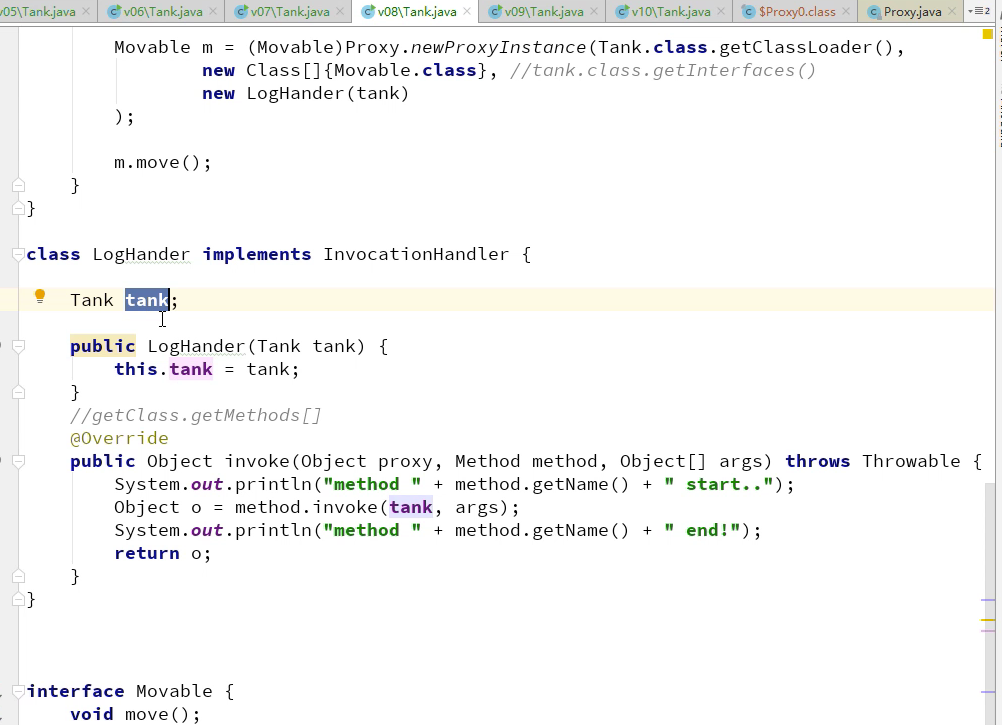 v05\Tank.java v06\Tank.java v07\Tank.java v08\Tank.java v09\Tank.java v10\Tank.java $Proxy0.class Proxy.java 2
Movable m = (Movable)Proxy.newProxyInstance(Tank.class.getClassLoader(),
new Class[]{Movable.class}, //tank.class.getInterfaces()
new LogHander(tank)
);
m.move();
}
}
class LogHander implements InvocationHandler {
Tank tank;
public LogHander(Tank tank) {
this.tank = tank;
}
//getClass.getMethods[]
@Override
public Object invoke(Object proxy, Method method, Object[] args) throws Throwable {
System.out.println("method " + method.getName() + " start..");
Object o = method.invoke(tank, args);
System.out.println("method " + method.getName() + " end!");
return o;
}
}
interface Movable {
void move();